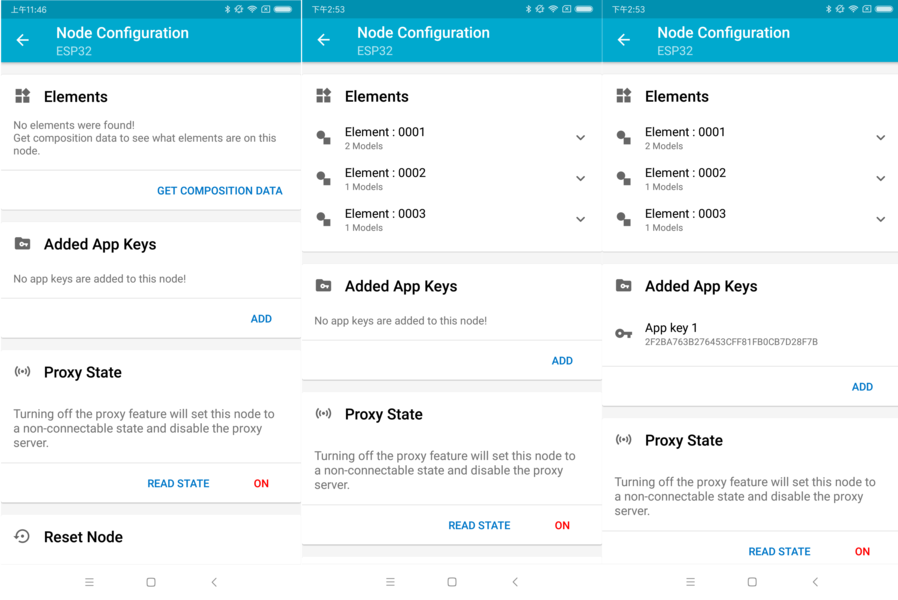 上午11:46
Node Configuration
ESP32
Elements
No elements were found!
Get composition data to see what elements are on this
node.
GET COMPOSITION DATA
Added App Keys
No app keys are added to this node!
ADD
Proxy State
Turning off the proxy feature will set this node to
a non-connectable state and disable the proxy
server.
READ STATE
ON
Reset Node
下午2:53
Node Configuration
ESP32
Elements
Element : 0001
2 Models
Element : 0002
1 Models
Element : 0003
1 Models
Added App Keys
No app keys are added to this node!
ADD
Proxy State
Turning off the proxy feature will set this node to
a non-connectable state and disable the proxy
server.
READ STATE
ON
下午2:53
Node Configuration
ESP32
Elements
Element : 0001
2 Models
Element : 0002
1 Models
Element : 0003
1 Models
Added App Keys
App key 1
2F2BA763B276453CFF81FB0CB7D28F7B
ADD
Proxy State
Turning off the proxy feature will set this node to
a non-connectable state and disable the proxy
server.
READ STATE
ON